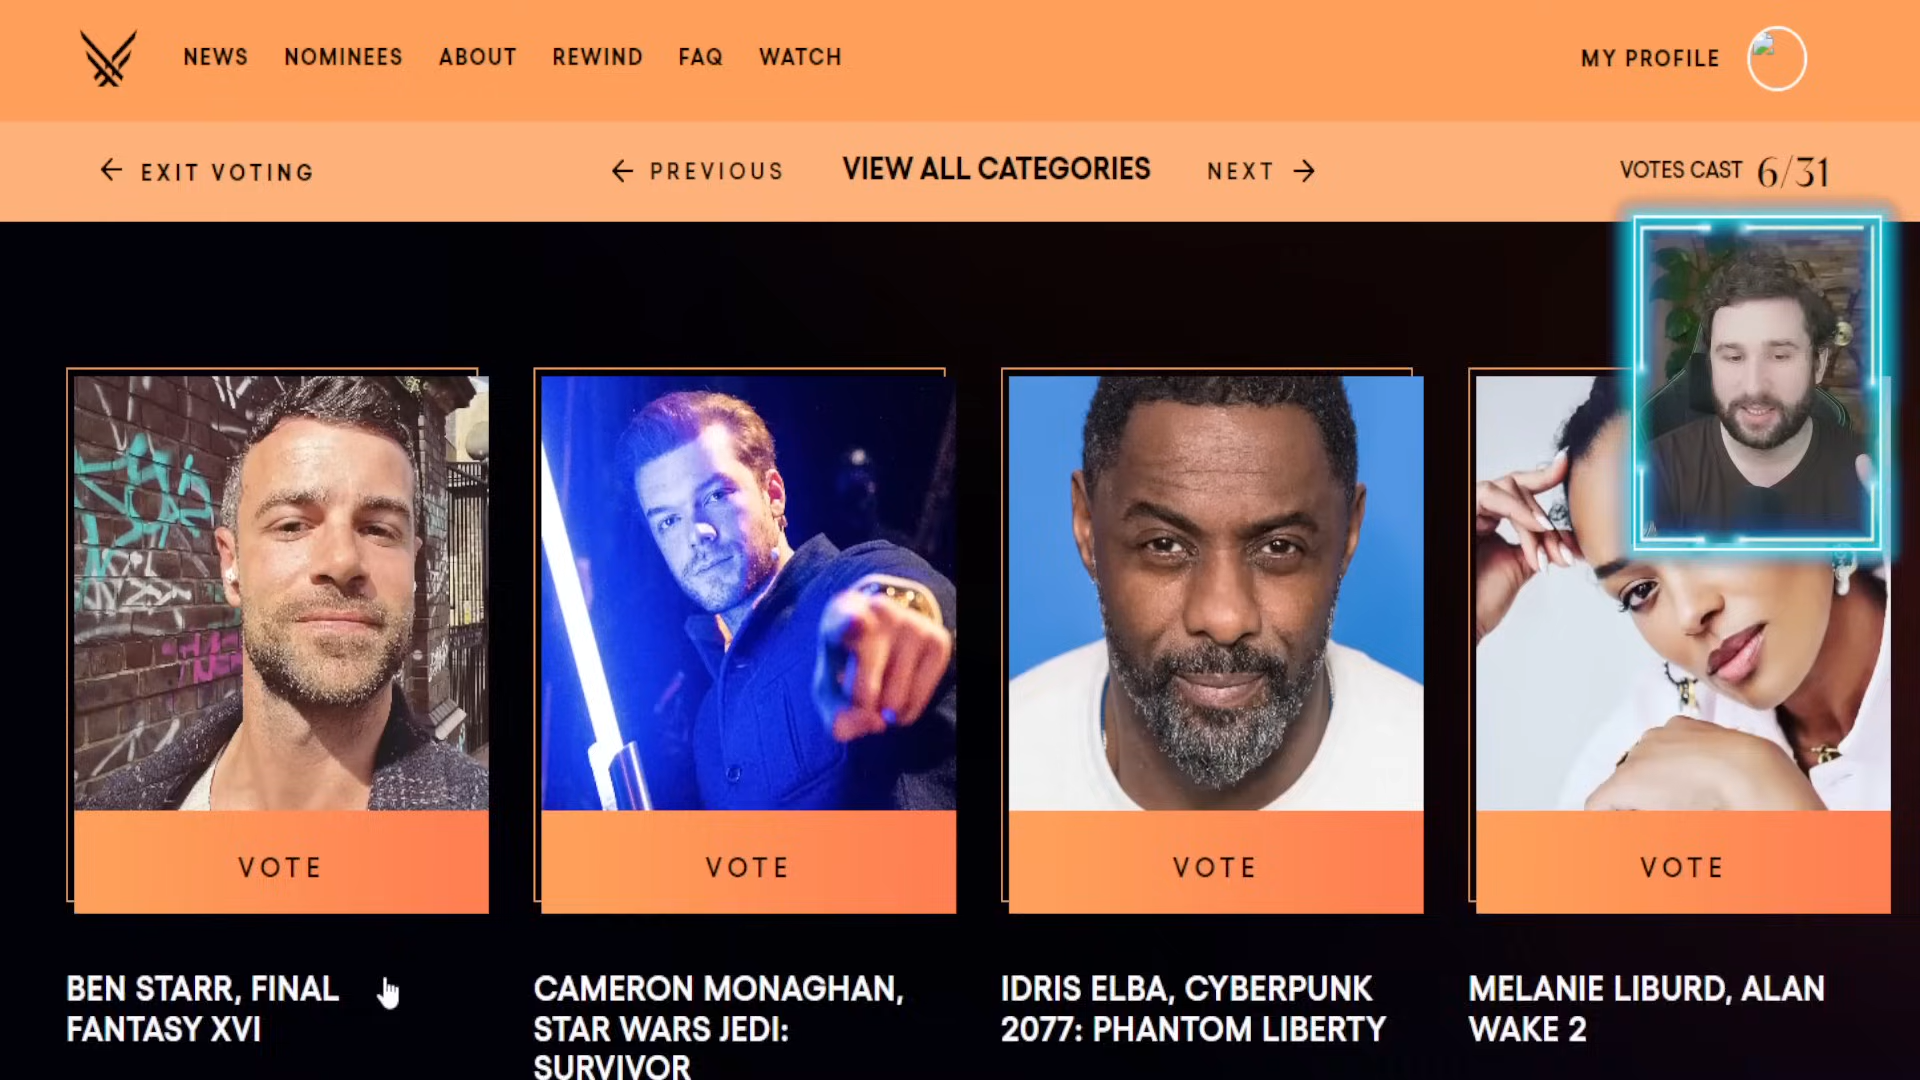 NEWS NOMINEES ABOUT REWIND FAQ WATCH MY PROFILE
EXIT VOTING PREVIOUS VIEW ALL CATEGORIES NEXT VOTES CAST 6/31
VOTE VOTE VOTE VOTE
BEN STARR, FINAL
FANTASY XVI
CAMERON MONAGHAN,
STAR WARS JEDI:
SURVIVOR
IDRIS ELBA, CYBERPUNK
2077: PHANTOM LIBERTY
MELANIE LIBURD, ALAN
WAKE 2